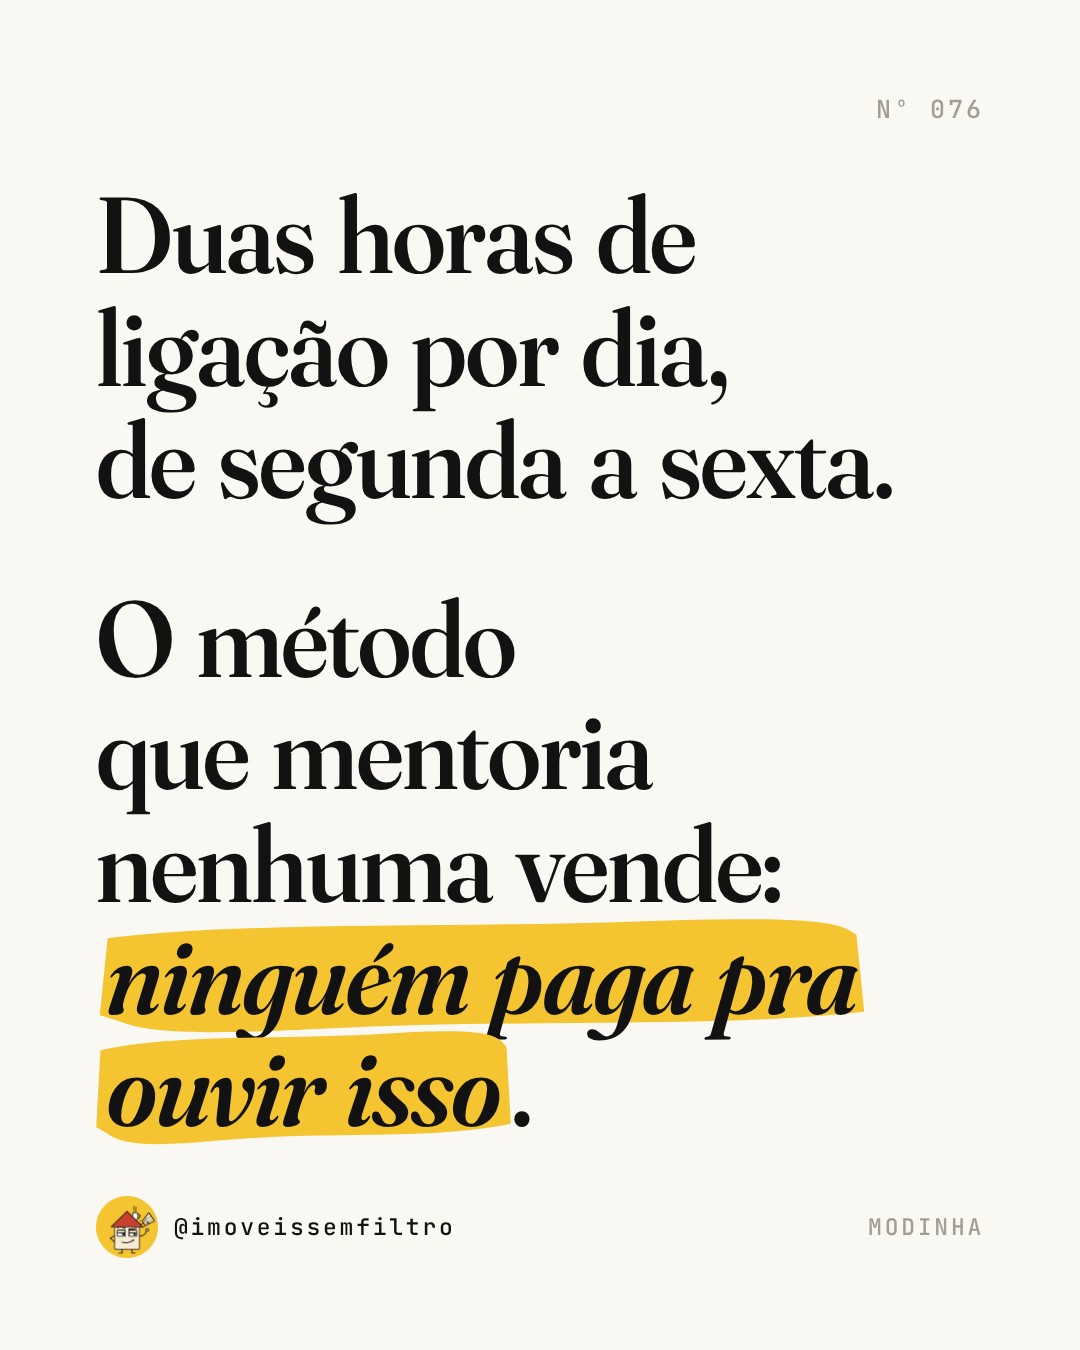 Nº 076
Duas horas de
ligação por dia,
de segunda a sexta.
O método
que mentoria
nenhuma vende:
ninguém paga pra
ouvir isso.
@imoveissemfiltro
MODINHA